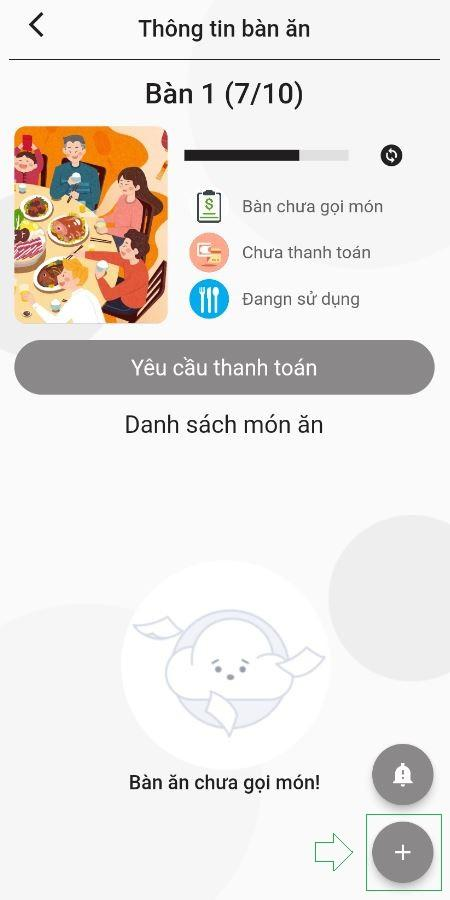 Thông tin bàn ăn
Bàn 1 (7/10)
Bàn chưa gọi món
Chưa thanh toán
Đangn sử dụng
Yêu cầu thanh toán
Danh sách món ăn
Bàn ăn chưa gọi món!